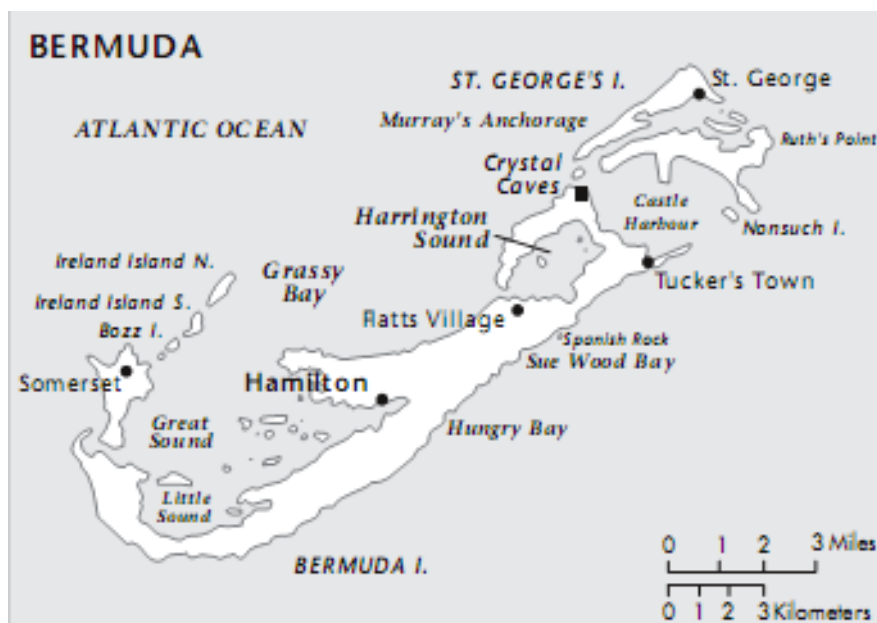 BERMUDA
ST. GEORGE'S I.
St. George
ATLANTIC OCEAN
Murray's Anchorage
Ruth's Point
Crystal
Caves
Castle
Harbour
Harrington
Sound
Nonsuch I.
Ireland Island N.
Grassy
Bay
Tucker's Town
Ireland Island S.
Flatts Village
Bozz I.
Spanish Rock
Sue Wood Bay
Somerset
Hamilton
Great
Sound
Hungry Bay
Little
Sound
BERMUDA I.
0 1 2 3 Miles
0 1 2 3 Kilometers